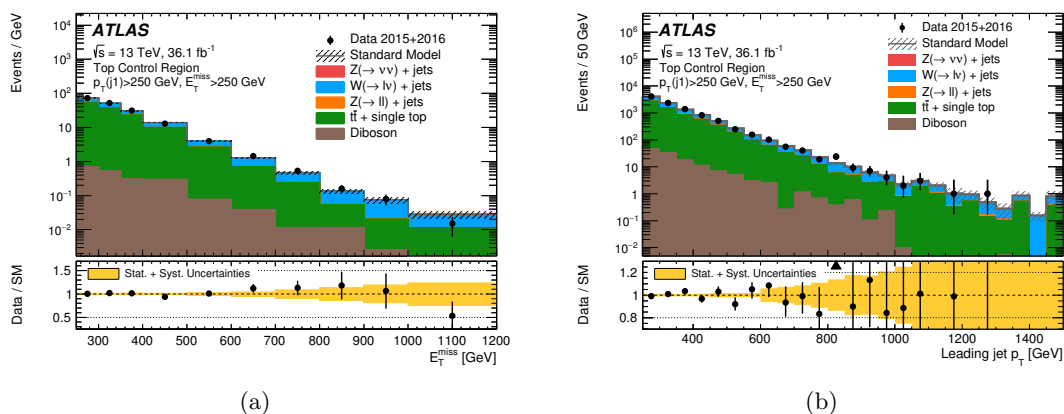 Events / GeV
10⁴
10³
10²
10
1
10⁻¹
10⁻²
ATLAS
√s = 13 TeV, 36.1 fb⁻¹
Top Control Region
p_T(j1)>250 GeV, E_T^miss>250 GeV
Data 2015+2016
Standard Model
Z(→ νν) + jets
W(→ lν) + jets
Z(→ ll) + jets
tt̄ + single top
Diboson
Data / SM
1.5
1
0.5
Stat. + Syst. Uncertainties
300 400 500 600 700 800 900 1000 1100 1200
E_T^miss [GeV]
(a)
Events / 50 GeV
10⁶
10⁵
10⁴
10³
10²
10
1
10⁻¹
10⁻²
ATLAS
√s = 13 TeV, 36.1 fb⁻¹
Top Control Region
p_T(j1)>250 GeV, E_T^miss>250 GeV
Data 2015+2016
Standard Model
Z(→ νν) + jets
W(→ lν) + jets
Z(→ ll) + jets
tt̄ + single top
Diboson
Data / SM
1.2
1
0.8
Stat. + Syst. Uncertainties
400 600 800 1000 1200 1400
Leading jet p_T [GeV]
(b)